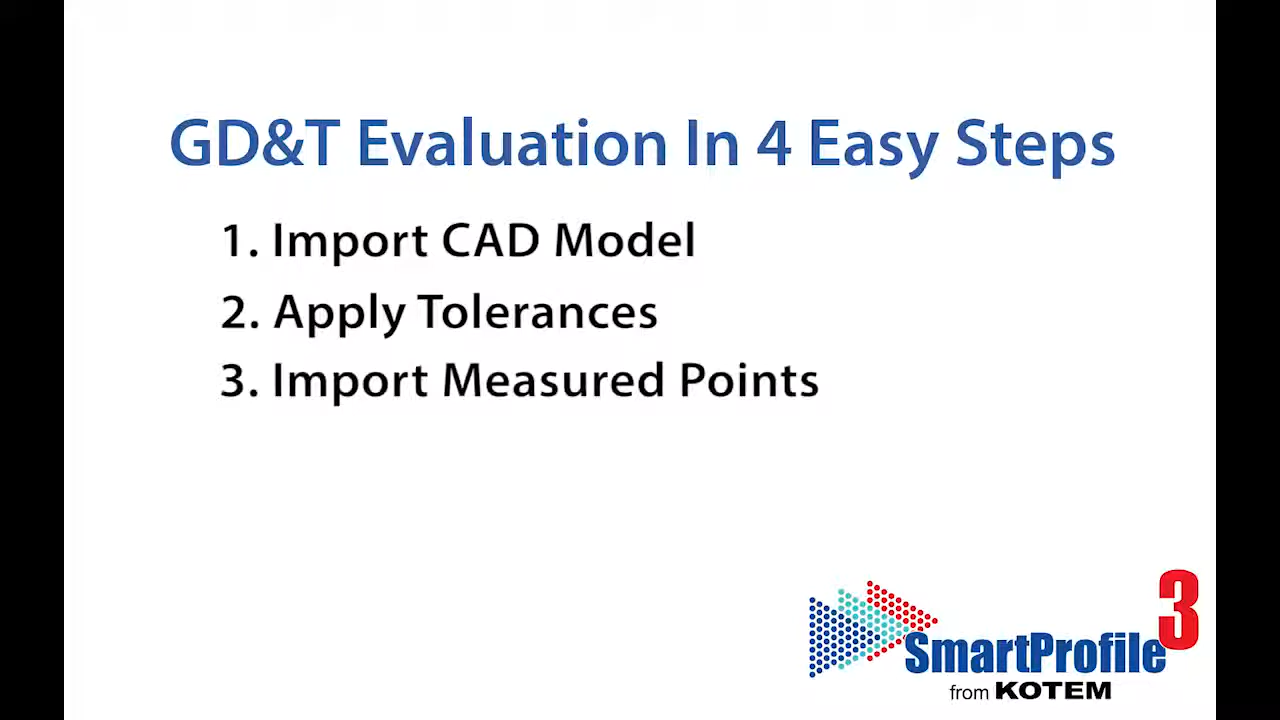 GD&T Evaluation In 4 Easy Steps
1. Import CAD Model
2. Apply Tolerances
3. Import Measured Points
SmartProfile 3
from KOTEM